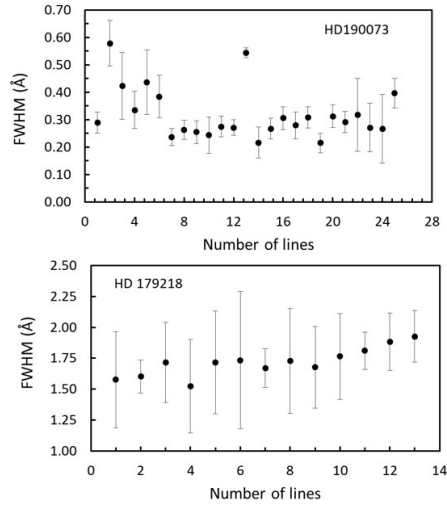 HD190073
FWHM (Å)
0.70
0.60
0.50
0.40
0.30
0.20
0.10
0.00
0 4 8 12 16 20 24 28
Number of lines
HD 179218
FWHM (Å)
2.50
2.25
2.00
1.75
1.50
1.25
1.00
0 2 4 6 8 10 12 14
Number of lines